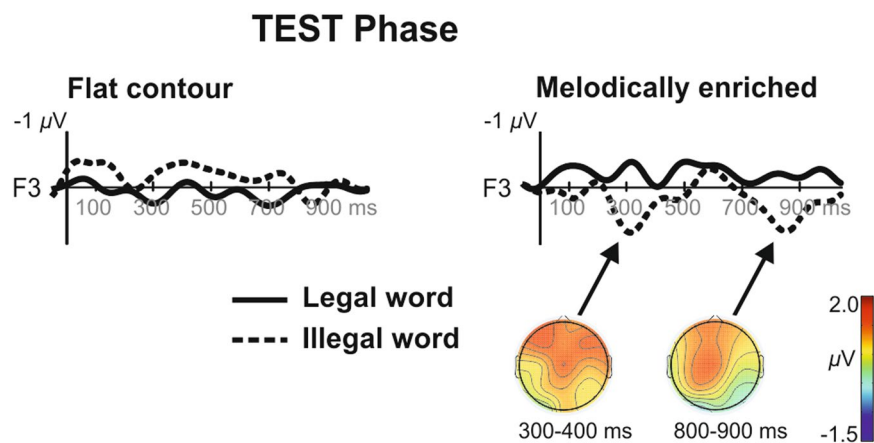 TEST Phase
Flat contour
Melodically enriched
-1 µV
-1 µV
F3
100 300 500 700 900 ms
F3
100 300 500 700 900 ms
Legal word
Illegal word
2.0
µV
-1.5
300-400 ms
800-900 ms